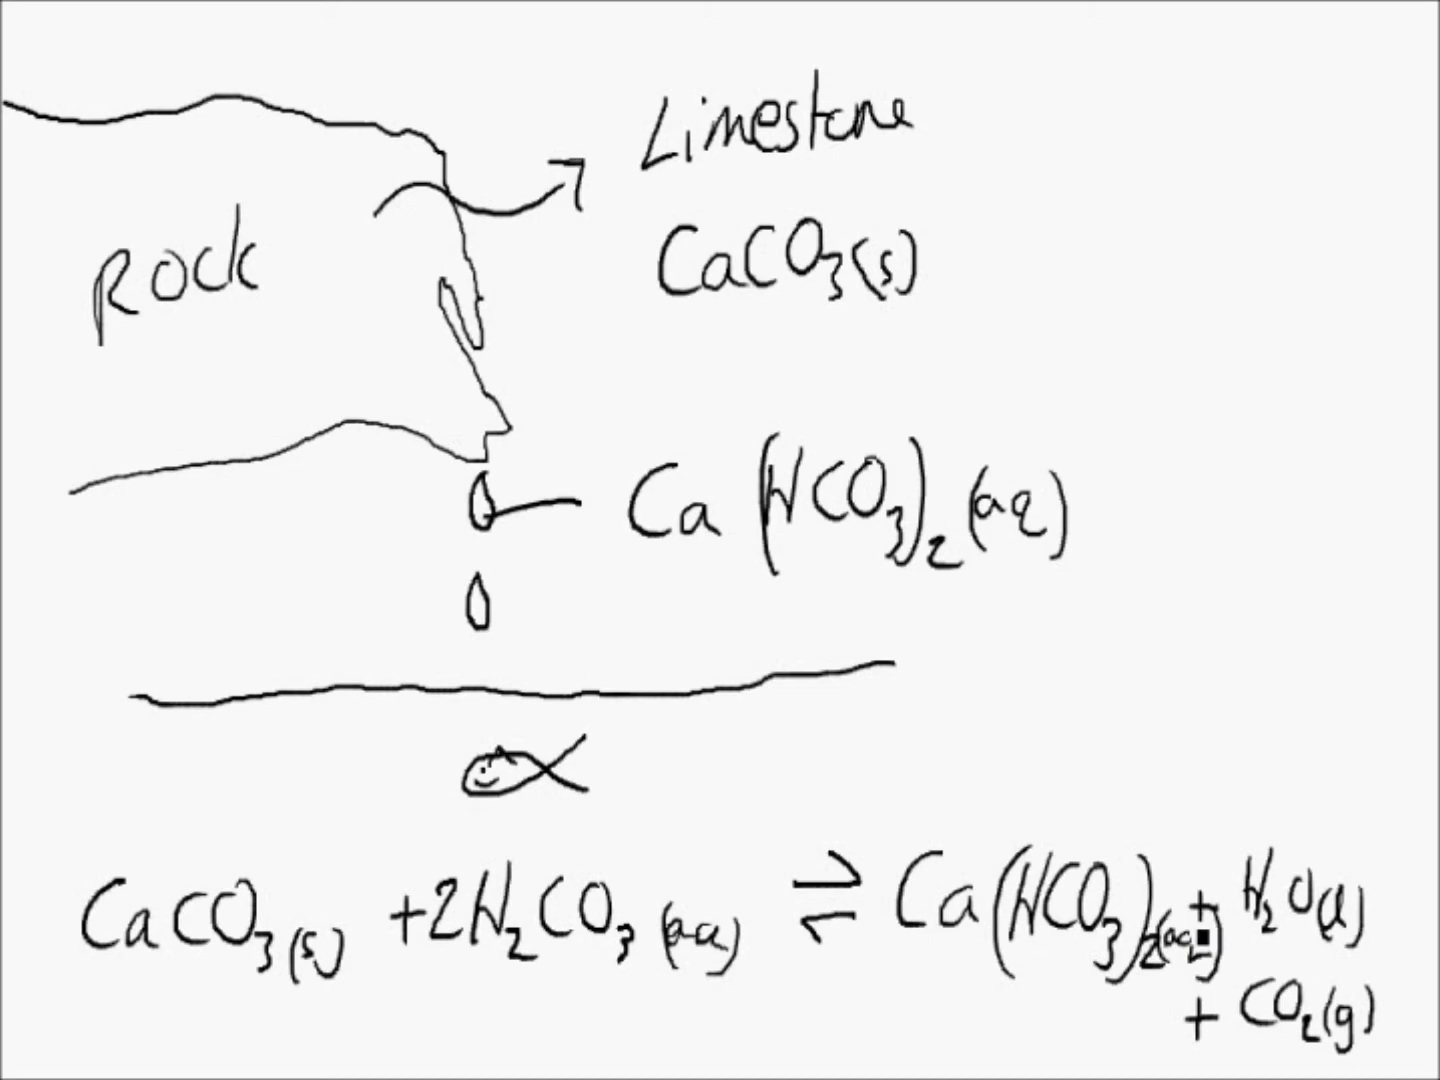 Limestone
ROCK
CaCO3(s)
Ca(HCO3)2(aq)
CaCO3(s) + 2H2CO3(aq) ⇌ Ca(HCO3)2(aq) + H2O(l)
+ CO2(g)